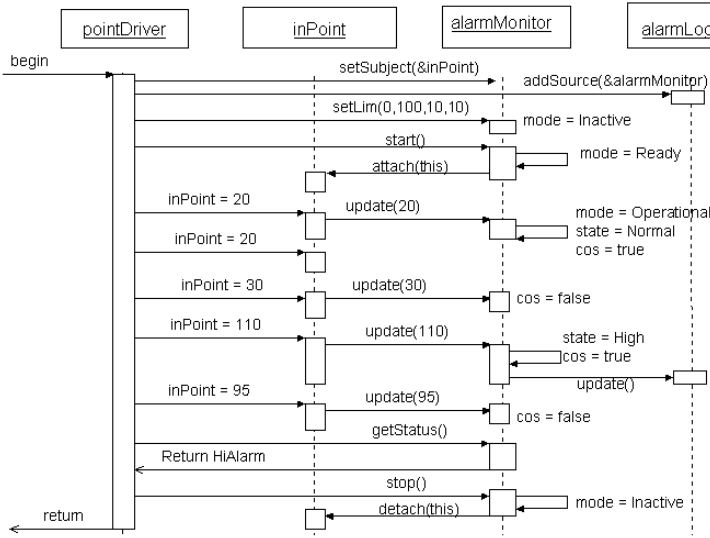 pointDriver
inPoint
alarmMonitor
begin
setSubject(&inPoint)
addSource(&alarmMonitor)
setLim(0,100,10,10)
mode = Inactive
start()
mode = Ready
attach(this)
inPoint = 20
update(20)
mode = Operational
state = Normal
cos = true
inPoint = 20
inPoint = 30
update(30)
cos = false
inPoint = 110
update(110)
state = High
cos = true
update()
inPoint = 95
update(95)
cos = false
getStatus()
Return HiAlarm
stop()
mode = Inactive
return
detach(this)